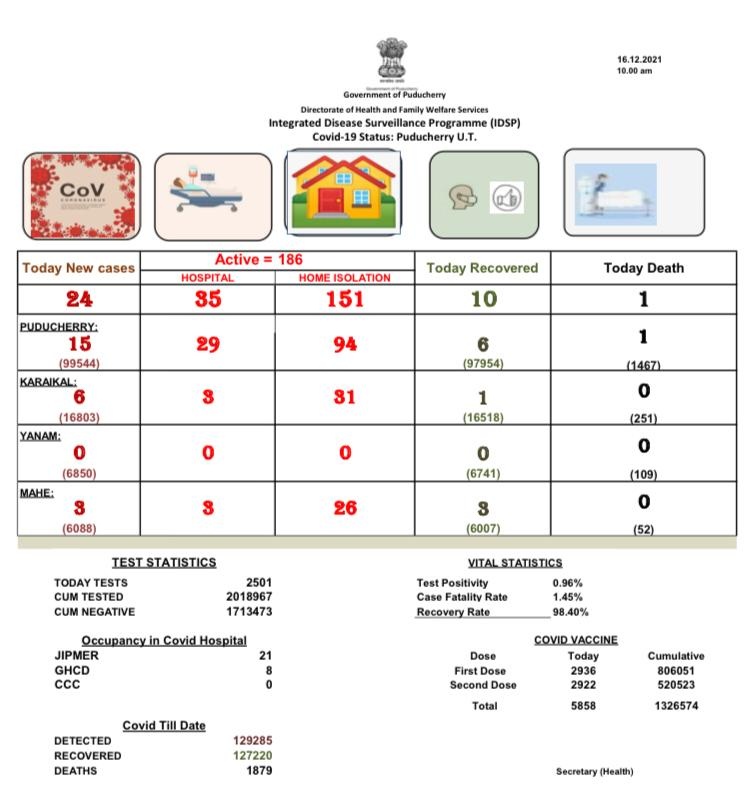 16.12.2021
10.00 am
Government of Puducherry
Government of Puducherry
Directorate of Health and Family Welfare Services
Integrated Disease Surveillance Programme (IDSP)
Covid-19 Status: Puducherry U.T.
CoV
CORONAVIRUS
Today New cases
Active = 186
HOSPITAL HOME ISOLATION
Today Recovered
Today Death
24 35 151 10 1
PUDUCHERRY:
15 29 94 6 1
(99544) (97954) (1467)
KARAIKAL:
6 3 31 1 0
(16803) (16518) (251)
YANAM:
0 0 0 0 0
(6850) (6741) (109)
MAHE:
3 3 26 3 0
(6088) (6007) (52)
TEST STATISTICS
TODAY TESTS 2501
CUM TESTED 2018967
CUM NEGATIVE 1713473
VITAL STATISTICS
Test Positivity 0.96%
Case Fatality Rate 1.45%
Recovery Rate 98.40%
Occupancy in Covid Hospital
JIPMER 21
GHCD 8
CCC 0
COVID VACCINE
Dose Today Cumulative
First Dose 2936 806051
Second Dose 2922 520523
Total 5858 1326574
Covid Till Date
DETECTED 129285
RECOVERED 127220
DEATHS 1879
Secretary (Health)